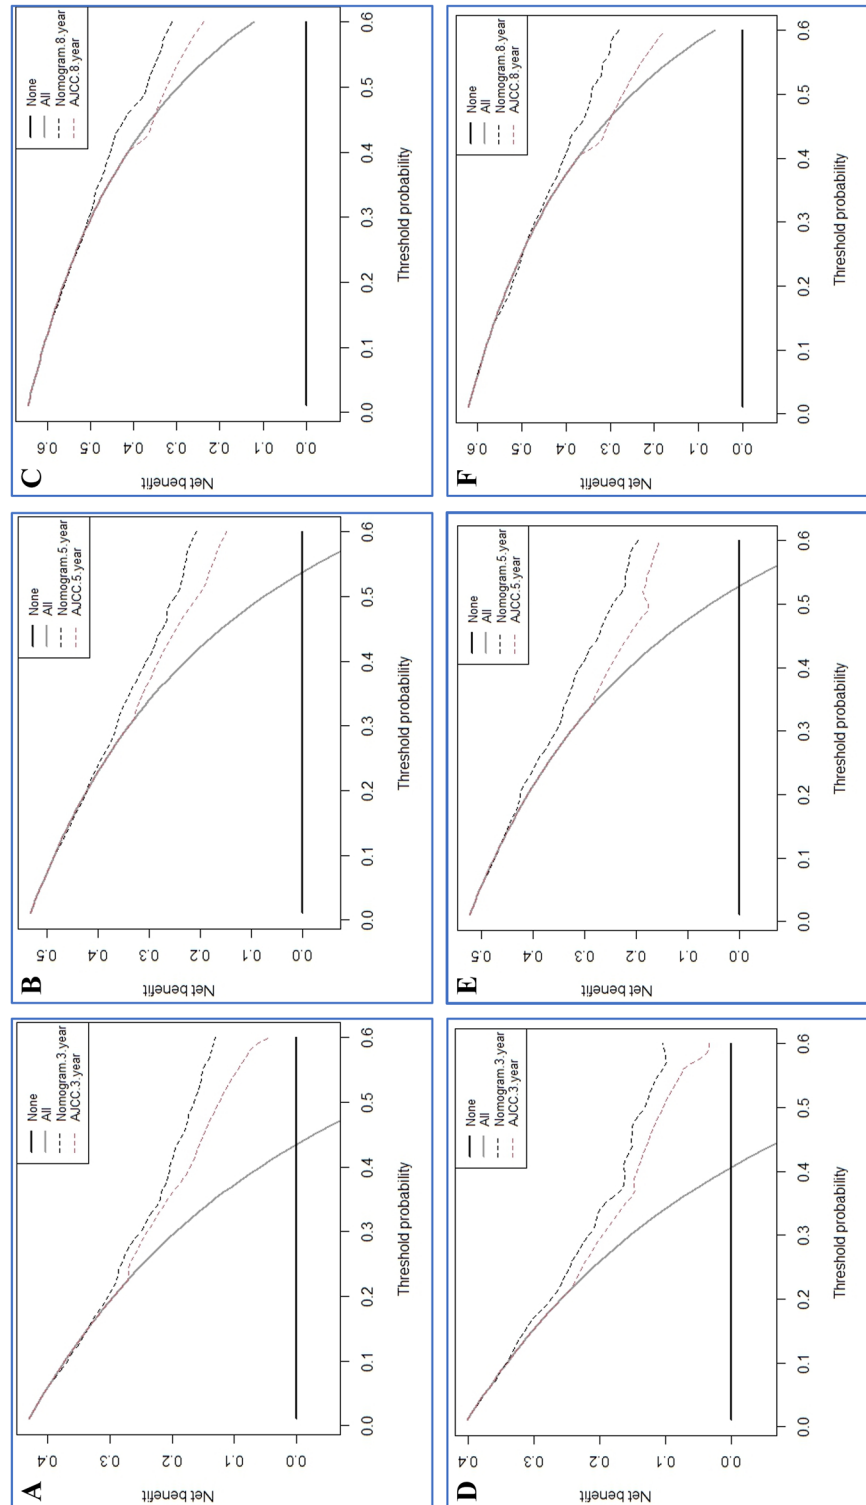 A
Net benefit
0.4
0.3
0.2
0.1
0.0
None
All
Nomogram.3.year
AJCC.3.year
0.0 0.1 0.2 0.3 0.4 0.5 0.6
Threshold probability
B
Net benefit
0.5
0.4
0.3
0.2
0.1
0.0
None
All
Nomogram.5.year
AJCC.5.year
0.0 0.1 0.2 0.3 0.4 0.5 0.6
Threshold probability
C
Net benefit
0.6
0.5
0.4
0.3
0.2
0.1
0.0
None
All
Nomogram.8.year
AJCC.8.year
0.0 0.1 0.2 0.3 0.4 0.5 0.6
Threshold probability
D
Net benefit
0.4
0.3
0.2
0.1
0.0
None
All
Nomogram.3.year
AJCC.3.year
0.0 0.1 0.2 0.3 0.4 0.5 0.6
Threshold probability
E
Net benefit
0.5
0.4
0.3
0.2
0.1
0.0
None
All
Nomogram.5.year
AJCC.5.year
0.0 0.1 0.2 0.3 0.4 0.5 0.6
Threshold probability
F
Net benefit
0.6
0.5
0.4
0.3
0.2
0.1
0.0
None
All
Nomogram.8.year
AJCC.8.year
0.0 0.1 0.2 0.3 0.4 0.5 0.6
Threshold probability